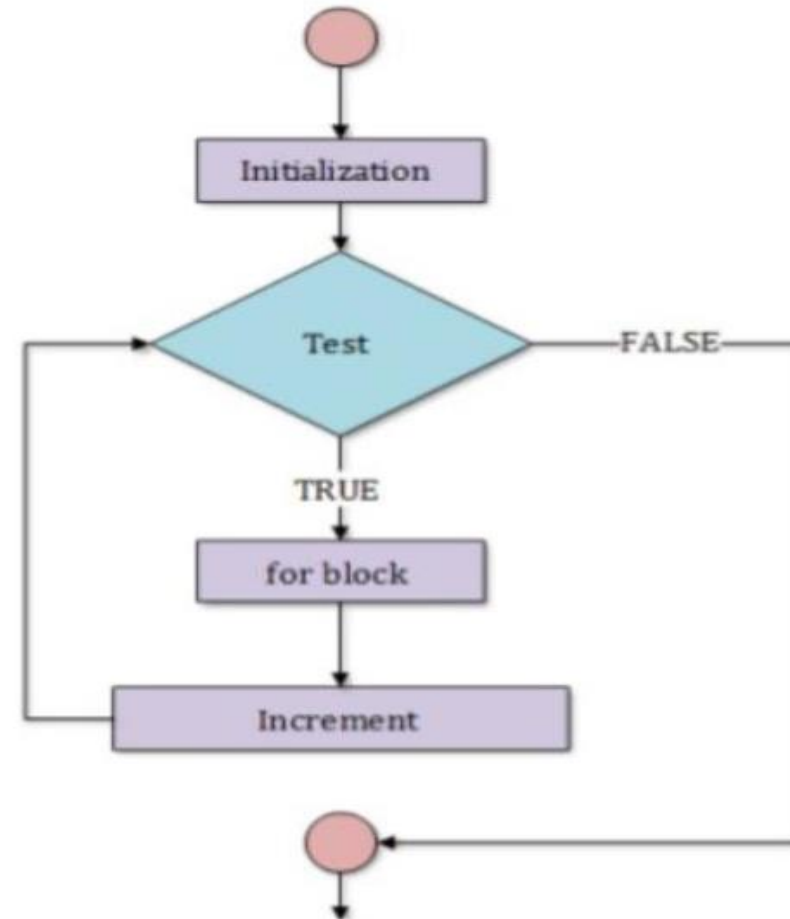 Initialization
Test
FALSE
TRUE
for block
Increment